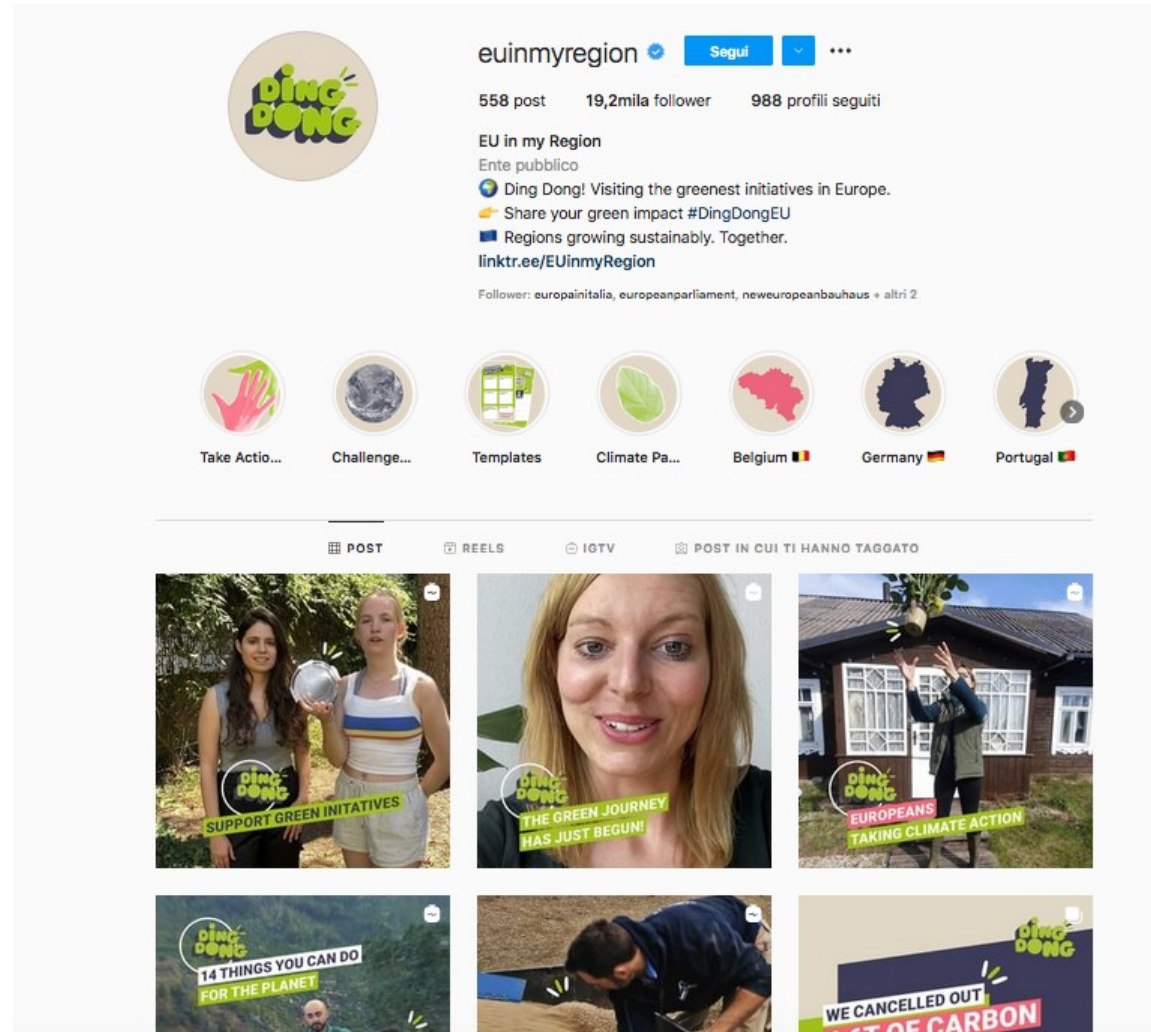 DING
DONG
euinmyregion
Segui
558 post 19,2mila follower 988 profili seguiti
EU in my Region
Ente pubblico
Ding Dong! Visiting the greenest initiatives in Europe.
Share your green impact #DingDongEU
Regions growing sustainably. Together.
linktr.ee/EUinmyRegion
Follower: europainitalia, europeanparliament, neweuropeanbauhaus + altri 2
Take Actio... Challenge... Templates Climate Pa... Belgium Germany Portugal
POST REELS IGTV POST IN CUI TI HANNO TAGGATO
DING
DONG
SUPPORT GREEN INITATIVES
DING
DONG
THE GREEN JOURNEY
HAS JUST BEGUN!
DING
DONG
EUROPEANS
TAKING CLIMATE ACTION
DING
DONG
14 THINGS YOU CAN DO
FOR THE PLANET
DING
DONG
WE CANCELLED OUT
OF CARBON